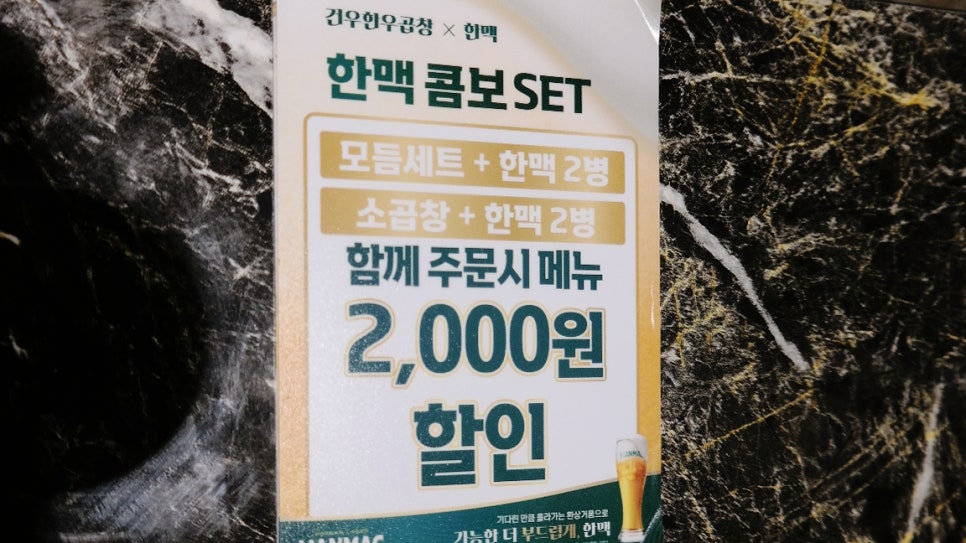 건우한우곱창 × 한맥
한맥 콤보 SET
모듬세트 + 한맥 2병
소곱창 + 한맥 2병
함께 주문시 메뉴
2,000원
할인
기다린 만큼 올라가는 환상거품으로
가능한 더 부드럽게, 한맥
HANMAC